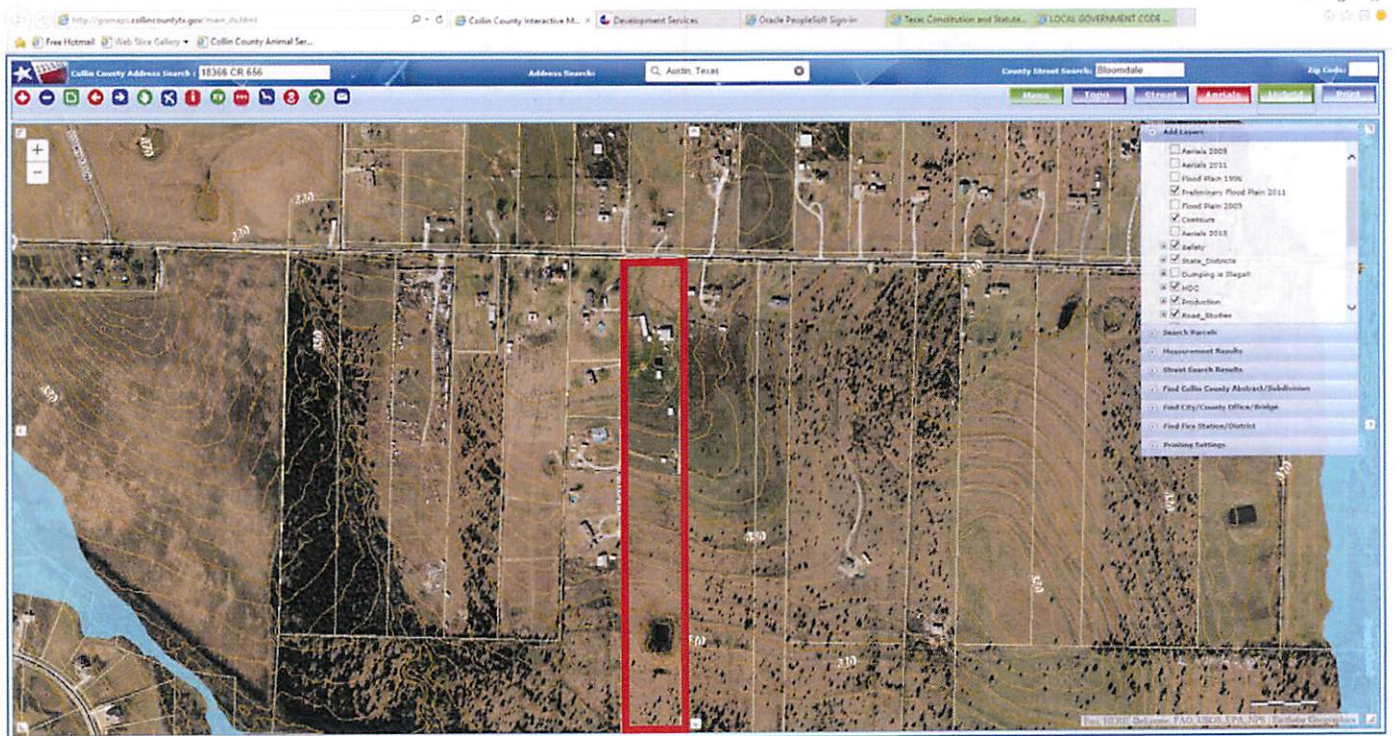 http://gismaps.collincountytx.gov/main_ds.html
Collin County Interactive M...
Development Services
Oracle PeopleSoft Sign-in
Texas Constitution and Statute...
LOCAL GOVERNMENT CODE ...
Free Hotmail
Web Slice Gallery
Collin County Animal Ser...
Collin County Address Search :
18366 CR 656
Address Search:
Austin, Texas
County Street Search:
Bloomdale
Zip Code:
Menu
Topo
Street
Aerials
Hybrid
Print
Add Layers
Aerials 2008
Aerials 2011
Flood Plain 1996
Preliminary Flood Plain 2011
Flood Plain 2009
Contours
Aerials 2013
Safety
State_Districts
Dumping is Illegal!
MDC
Production
Road_Studies
Search Parcels
Measurement Results
Street Search Results
Find Collin County Abstract/Subdivision
Find City/County Office/Bridge
Find Fire Station/District
Printing Settings
650